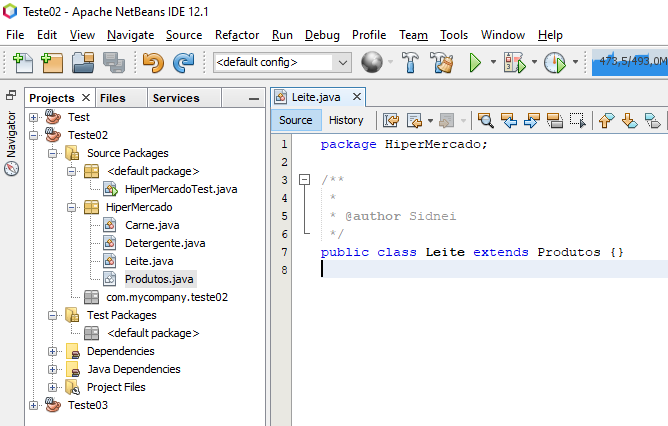 Teste02 - Apache NetBeans IDE 12.1
File Edit View Navigate Source Refactor Run Debug Profile Team Tools Window Help
<default config>
473,5/493,0M
Projects Files Services
Navigator
Test
Teste02
Source Packages
<default package>
HiperMercadoTest.java
HiperMercado
Carne.java
Detergente.java
Leite.java
Produtos.java
com.mycompany.teste02
Test Packages
<default package>
Dependencies
Java Dependencies
Project Files
Teste03
Leite.java
Source History
1 package HiperMercado;
2
3 /**
4 *
5 * @author Sidnei
6 */
7 public class Leite extends Produtos {}
8